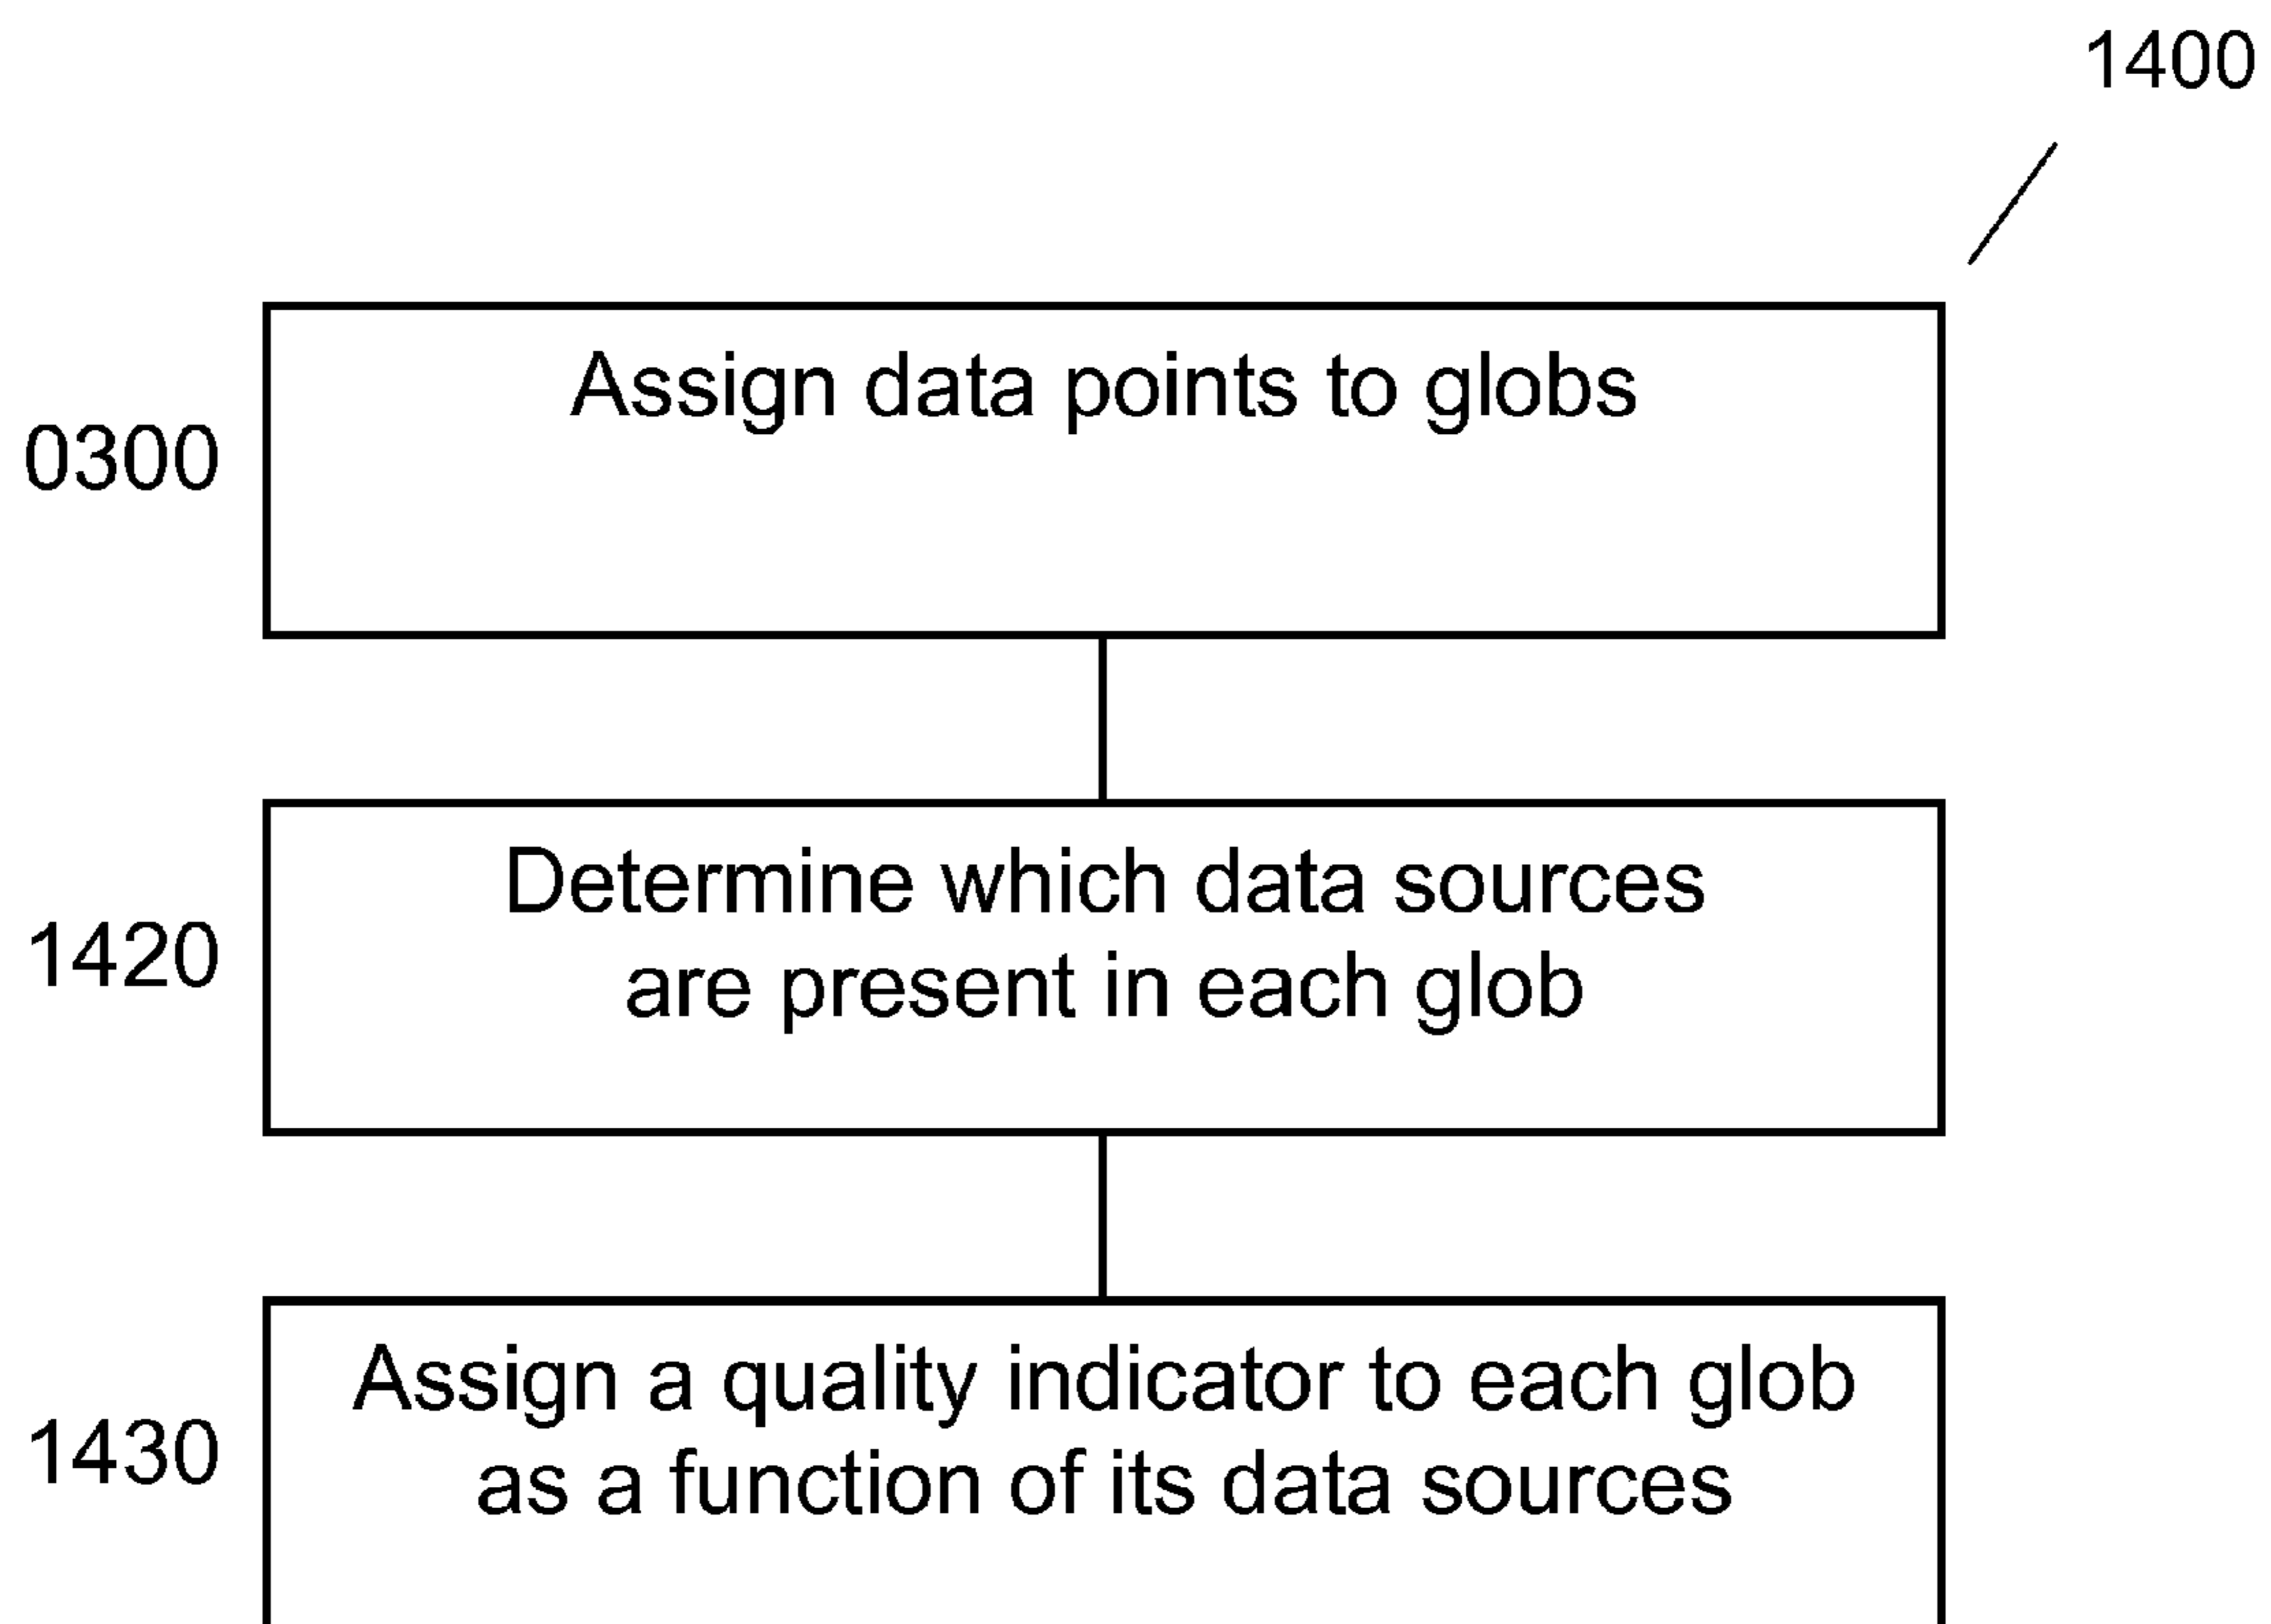 1400
Assign data points to globs
0300
Determine which data sources
are present in each glob
1420
Assign a quality indicator to each glob
as a function of its data sources
1430